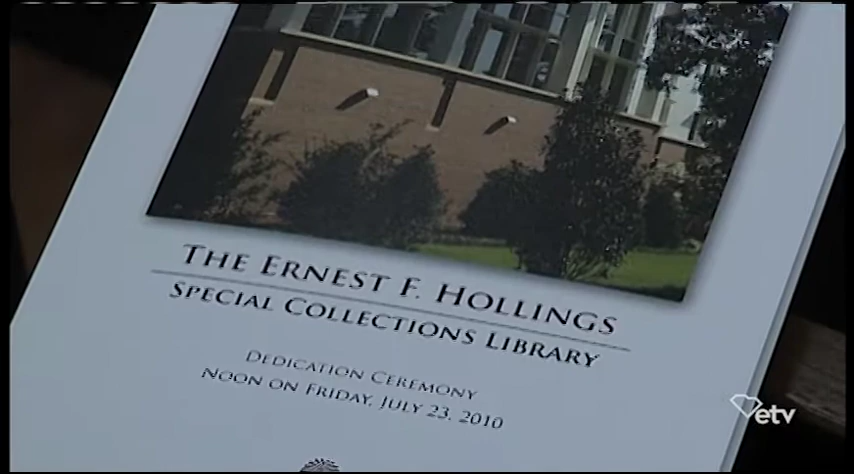 The Ernest F. Hollings
Special Collections Library
Dedication Ceremony
Noon on Friday, July 23, 2010
etv